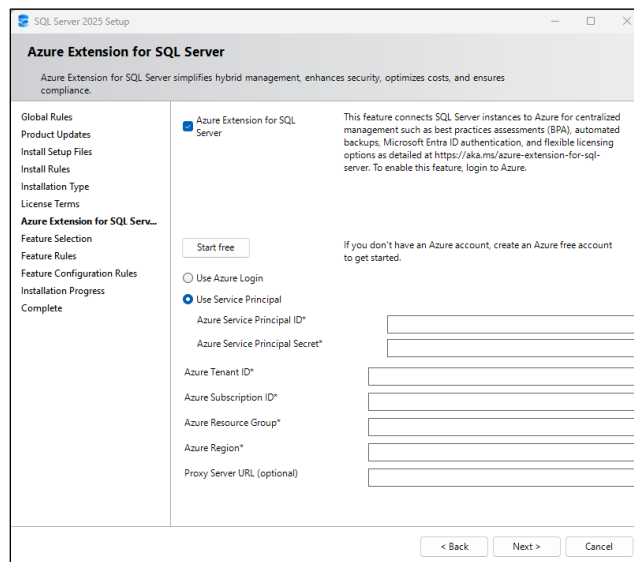 SQL Server 2025 Setup
Azure Extension for SQL Server
Azure Extension for SQL Server simplifies hybrid management, enhances security, optimizes costs, and ensures
compliance.
Global Rules
Product Updates
Install Setup Files
Install Rules
Installation Type
License Terms
Azure Extension for SQL Serv...
Feature Selection
Feature Rules
Feature Configuration Rules
Installation Progress
Complete
Azure Extension for SQL
Server
This feature connects SQL Server instances to Azure for centralized
management such as best practices assessments (BPA), automated
backups, Microsoft Entra ID authentication, and flexible licensing
options as detailed at https://aka.ms/azure-extension-for-sql-
server. To enable this feature, login to Azure.
Start free
If you don't have an Azure account, create an Azure free account
to get started.
Use Azure Login
Use Service Principal
Azure Service Principal ID*
Azure Service Principal Secret*
Azure Tenant ID*
Azure Subscription ID*
Azure Resource Group*
Azure Region*
Proxy Server URL (optional)
< Back
Next >
Cancel